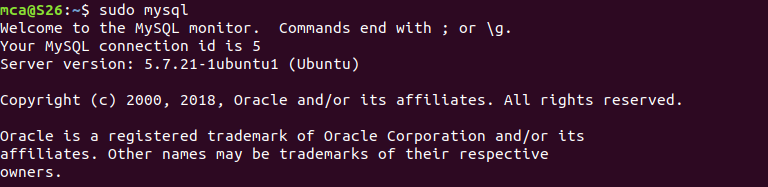 mca@S26:~$ sudo mysql
Welcome to the MySQL monitor.  Commands end with ; or \g.
Your MySQL connection id is 5
Server version: 5.7.21-1ubuntu1 (Ubuntu)
Copyright (c) 2000, 2018, Oracle and/or its affiliates. All rights reserved.
Oracle is a registered trademark of Oracle Corporation and/or its
affiliates. Other names may be trademarks of their respective
owners.